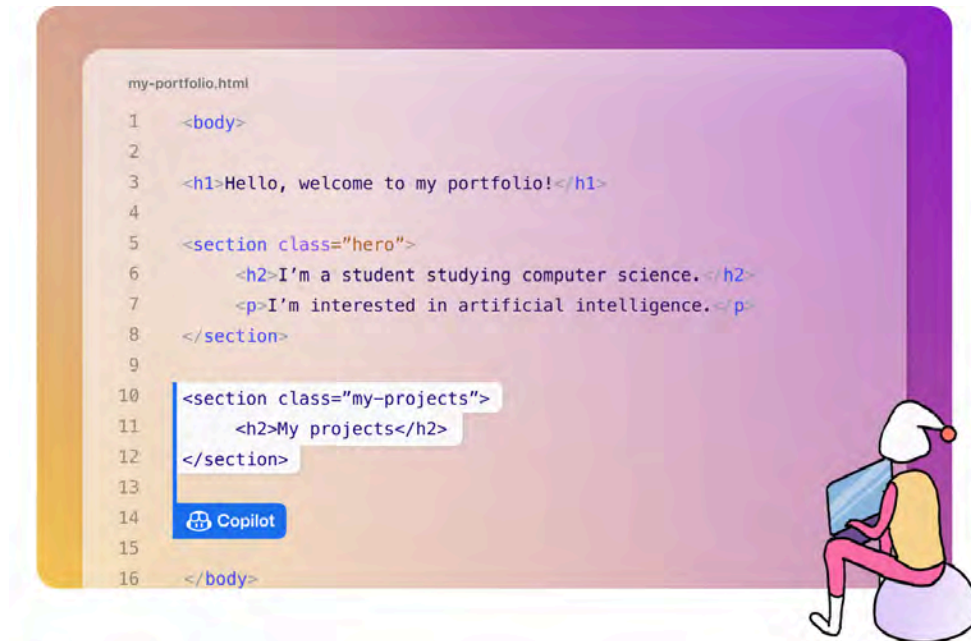 my-portfolio.html
1 <body>
2
3 <h1>Hello, welcome to my portfolio!</h1>
4
5 <section class=”hero”>
6 <h2>I’m a student studying computer science.</h2>
7 <p>I’m interested in artificial intelligence.</p>
8 </section>
9
10 <section class=”my-projects”>
11 <h2>My projects</h2>
12 </section>
13
14 Copilot
15
16 </body>